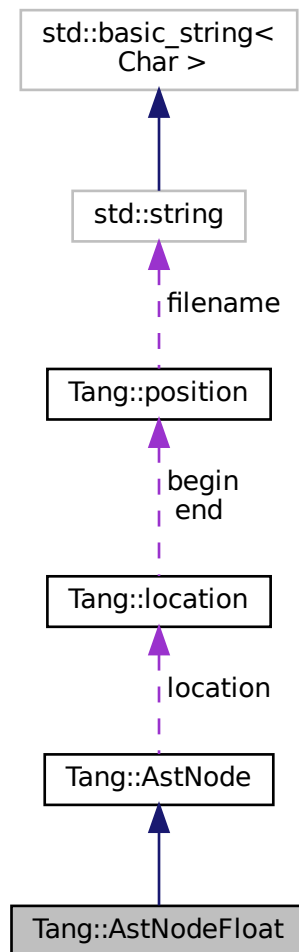 std::basic_string<
Char >
std::string
filename
Tang::position
begin
end
Tang::location
location
Tang::AstNode
Tang::AstNodeFloat